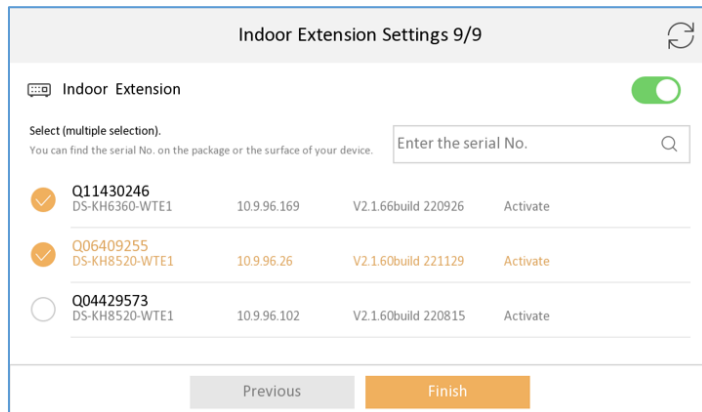 Indoor Extension Settings 9/9
Indoor Extension
Select (multiple selection).
You can find the serial No. on the package or the surface of your device.
Enter the serial No.
Q11430246
DS-KH6360-WTE1 10.9.96.169 V2.1.66build 220926 Activate
Q06409255
DS-KH8520-WTE1 10.9.96.26 V2.1.60build 221129 Activate
Q04429573
DS-KH8520-WTE1 10.9.96.102 V2.1.60build 220815 Activate
Previous Finish